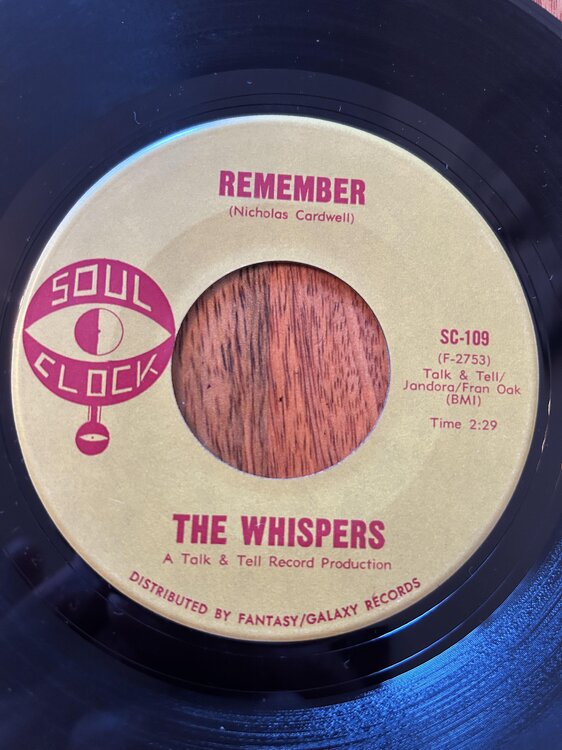 REMEMBER
(Nicholas Cardwell)
SOUL
CLOCK
SC-109
(F-2753)
Talk & Tell/
Jandora/Fran Oak
(BMI)
Time 2:29
THE WHISPERS
A Talk & Tell Record Production
DISTRIBUTED BY FANTASY/GALAXY RECORDS